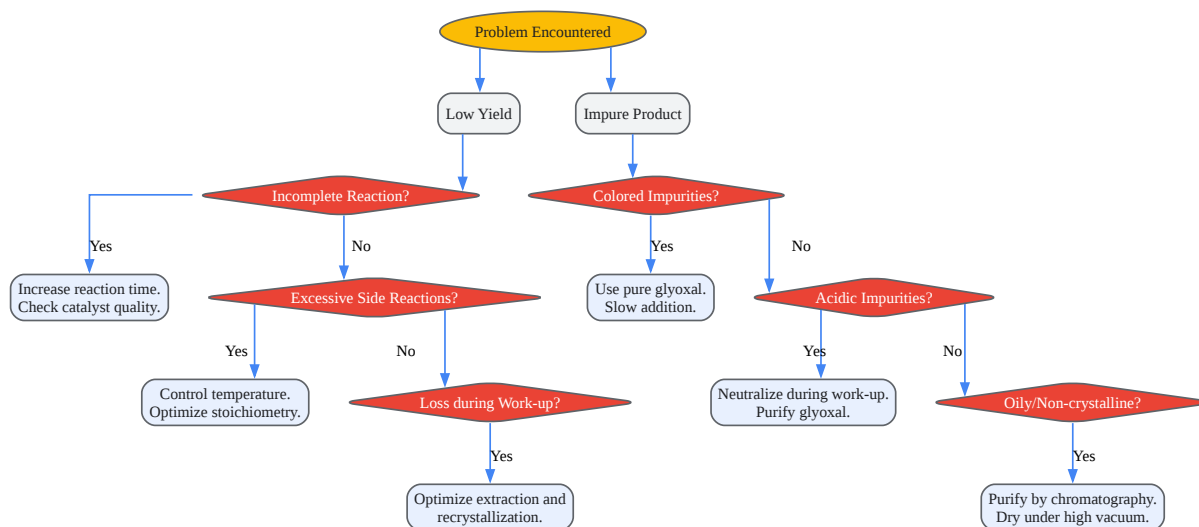 Problem Encountered
Low Yield
Impure Product
Incomplete Reaction?
Colored Impurities?
Yes
No
Yes
No
Increase reaction time.
Check catalyst quality.
Excessive Side Reactions?
Use pure glyoxal.
Slow addition.
Acidic Impurities?
Yes
No
Yes
No
Control temperature.
Optimize stoichiometry.
Loss during Work-up?
Neutralize during work-up.
Purify glyoxal.
Oily/Non-crystalline?
Yes
Yes
Optimize extraction and
recrystallization.
Purify by chromatography.
Dry under high vacuum.